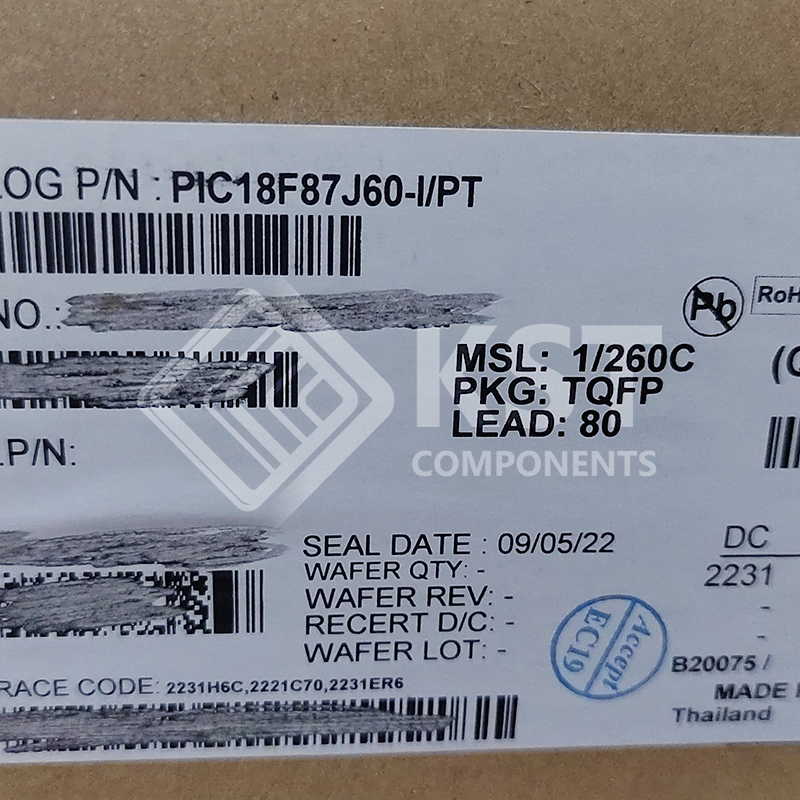 LOG P/N : PIC18F87J60-I/PT
NO.:
Pb
RoH
MSL: 1/260C
PKG: TQFP
LEAD: 80
(
KST
COMPONENTS
.P/N:
SEAL DATE : 09/05/22
WAFER QTY: -
WAFER REV: -
RECERT D/C: -
WAFER LOT: -
DC
2231
-
-
Accept
EC19
B20075 /
MADE
Thailand
RACE CODE: 2231H6C,2221C70,2231ER6